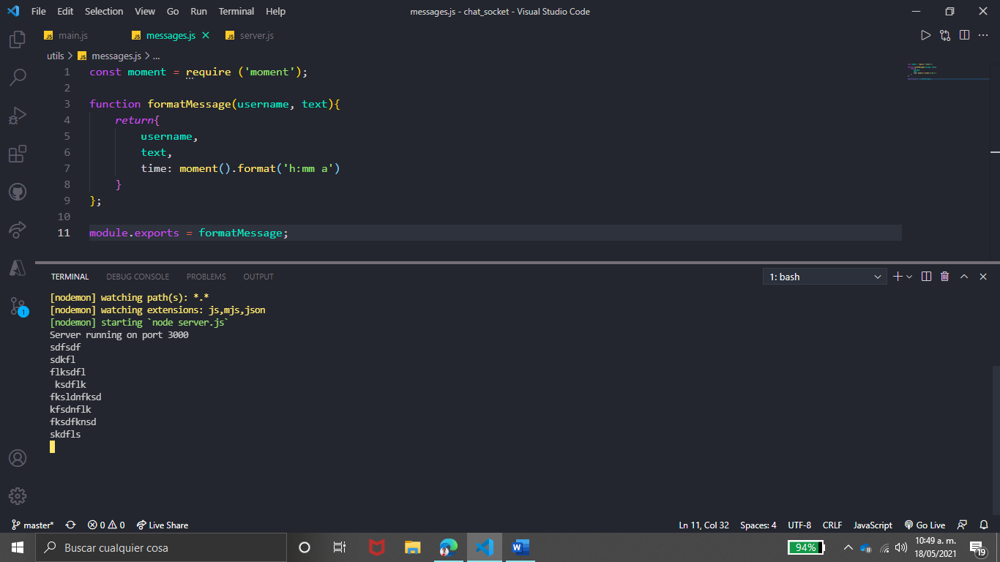 File Edit Selection View Go Run Terminal Help messages.js - chat_socket - Visual Studio Code
JS main.js JS messages.js JS server.js
utils > JS messages.js > ...
1 const moment = require ('moment');
2
3 function formatMessage(username, text){
4 return{
5 username,
6 text,
7 time: moment().format('h:mm a')
8 }
9 };
10
11 module.exports = formatMessage;
TERMINAL DEBUG CONSOLE PROBLEMS OUTPUT 1: bash
[nodemon] watching path(s): *.*
[nodemon] watching extensions: js,mjs,json
[nodemon] starting `node server.js`
Server running on port 3000
sdfsdf
sdkfl
flksdfl
ksdflk
fksldnfksd
kfsdnflk
fksdfknsd
skdfls
1
master* 0 0 Live Share Ln 11, Col 32 Spaces: 4 UTF-8 CRLF JavaScript Go Live
Buscar cualquier cosa 94% 10:49 a. m.
18/05/2021 19